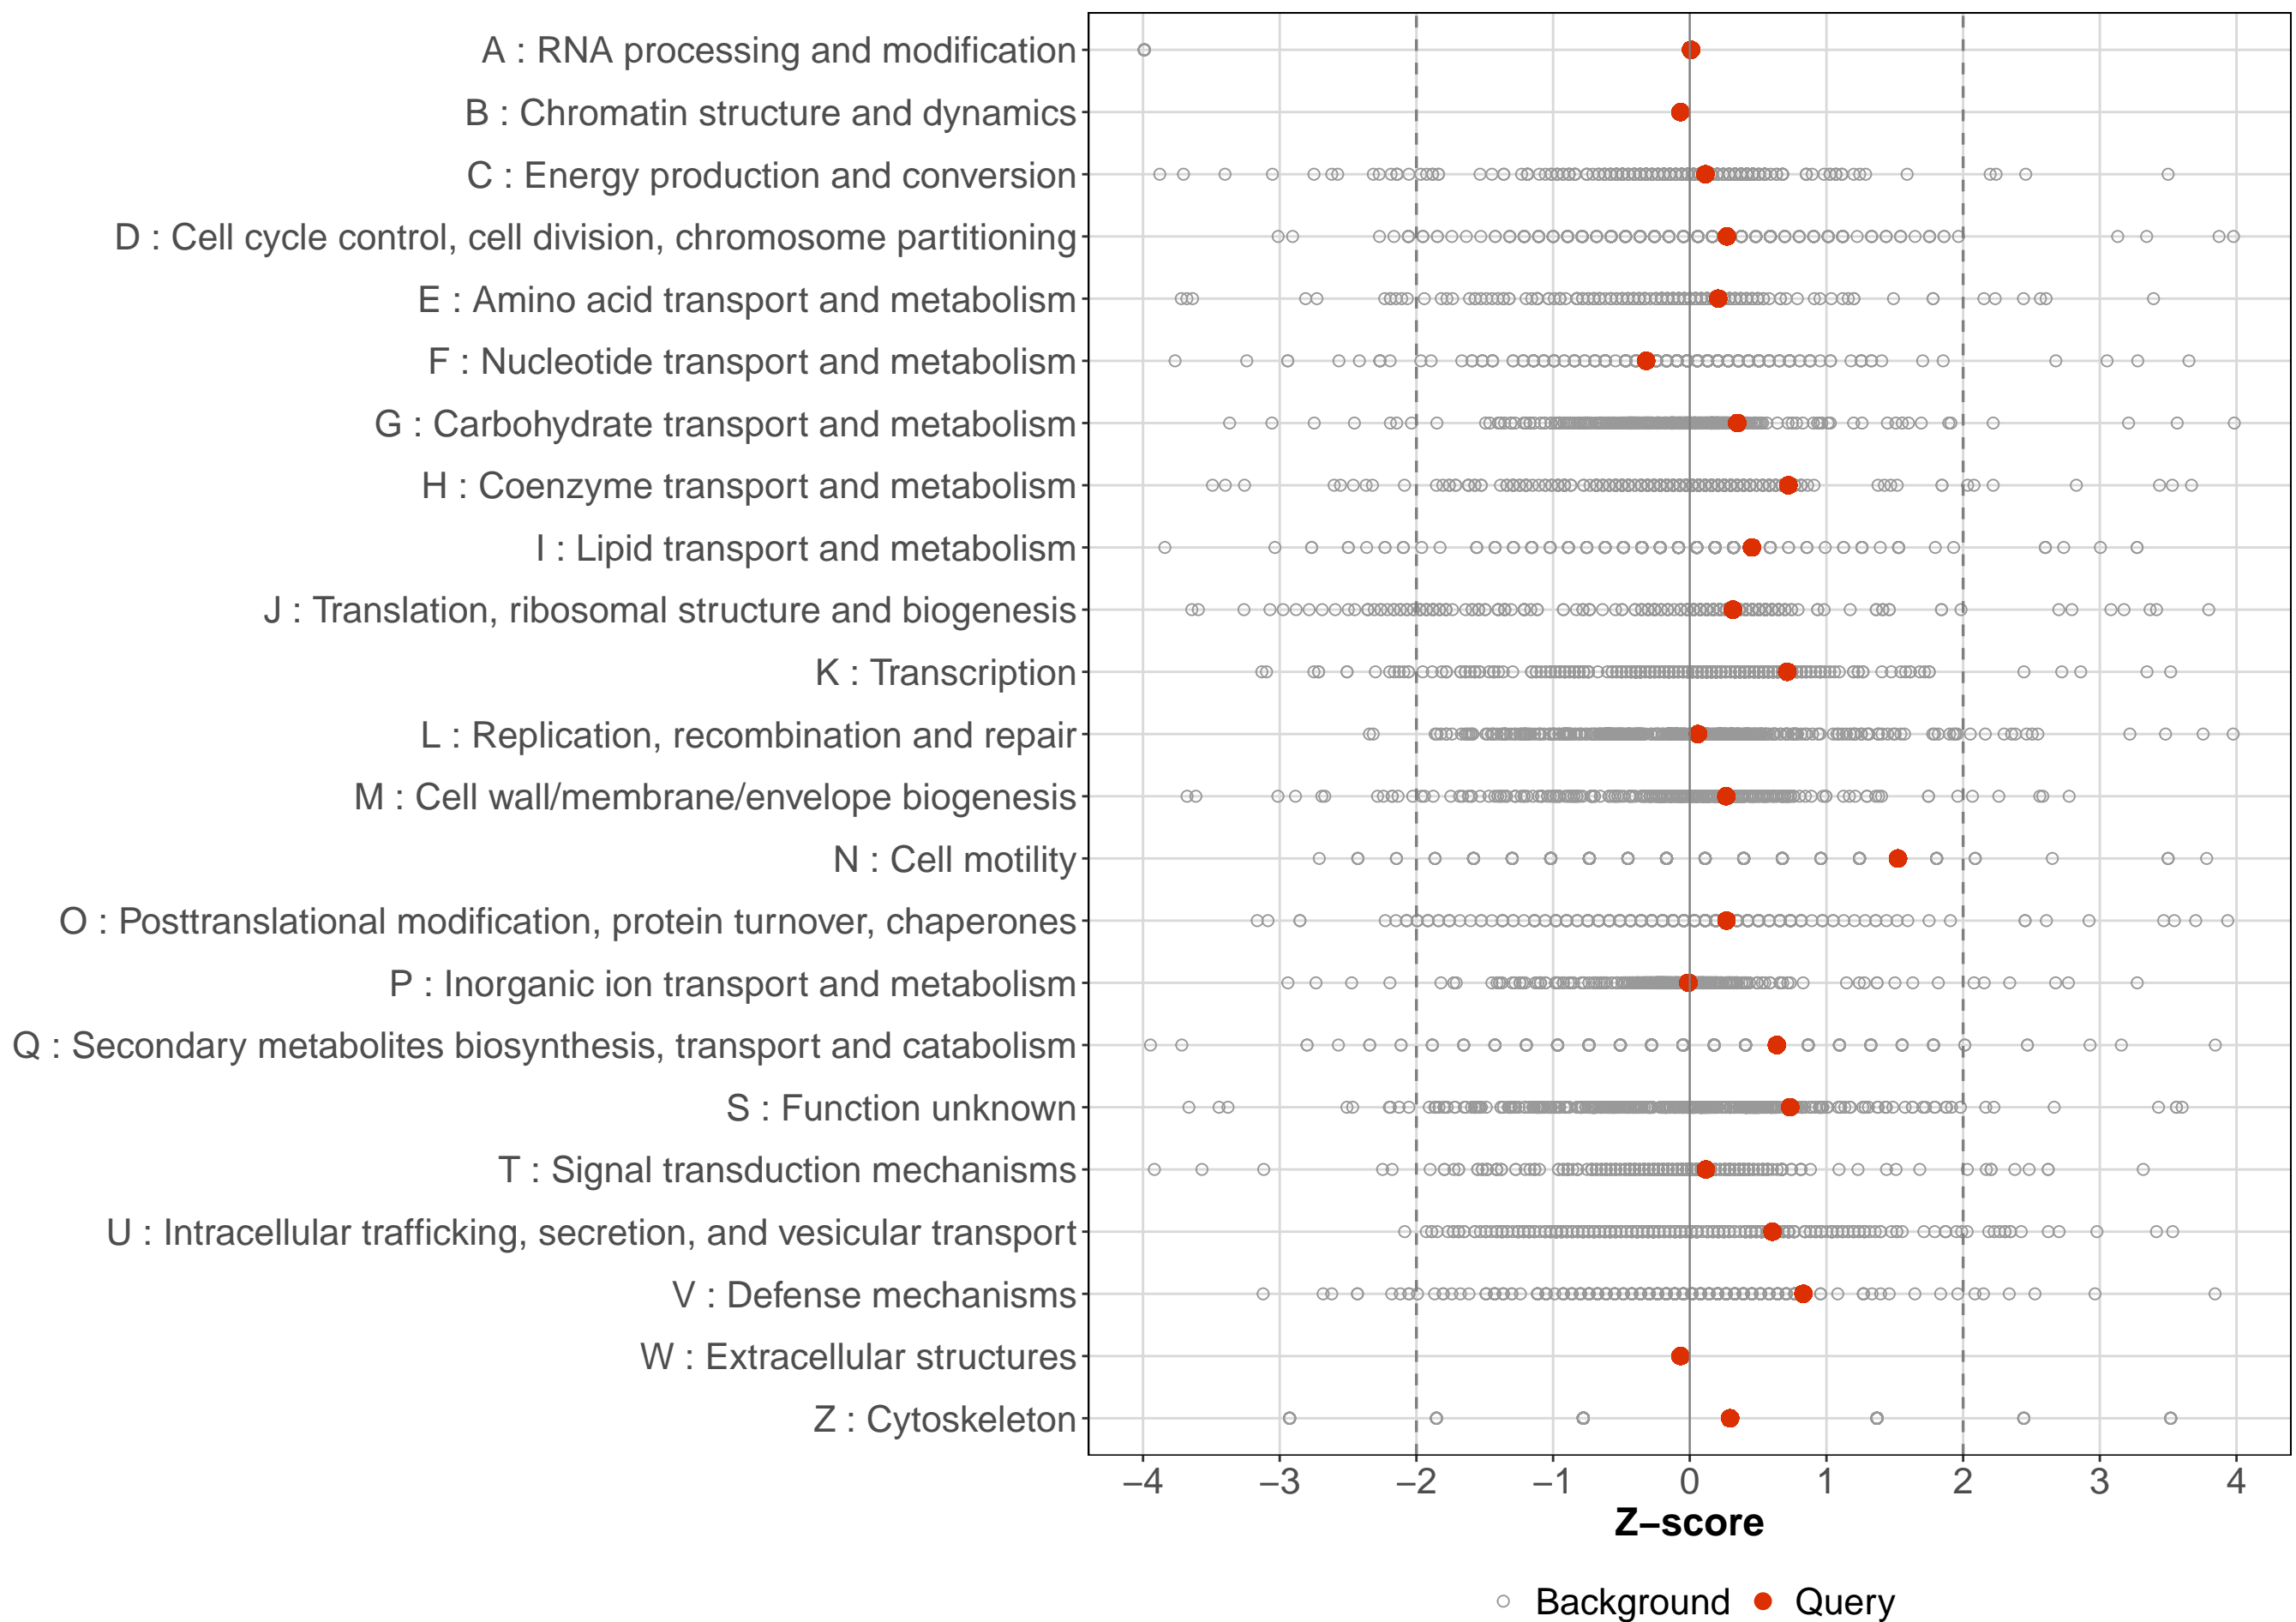 A : RNA processing and modification
B : Chromatin structure and dynamics
C : Energy production and conversion
D : Cell cycle control, cell division, chromosome partitioning
E : Amino acid transport and metabolism
F : Nucleotide transport and metabolism
G : Carbohydrate transport and metabolism
H : Coenzyme transport and metabolism
I : Lipid transport and metabolism
J : Translation, ribosomal structure and biogenesis
K : Transcription
L : Replication, recombination and repair
M : Cell wall/membrane/envelope biogenesis
N : Cell motility
O : Posttranslational modification, protein turnover, chaperones
P : Inorganic ion transport and metabolism
Q : Secondary metabolites biosynthesis, transport and catabolism
S : Function unknown
T : Signal transduction mechanisms
U : Intracellular trafficking, secretion, and vesicular transport
V : Defense mechanisms
W : Extracellular structures
Z : Cytoskeleton
−4 −3 −2 −1 0 1 2 3 4
Z−score
Background Query